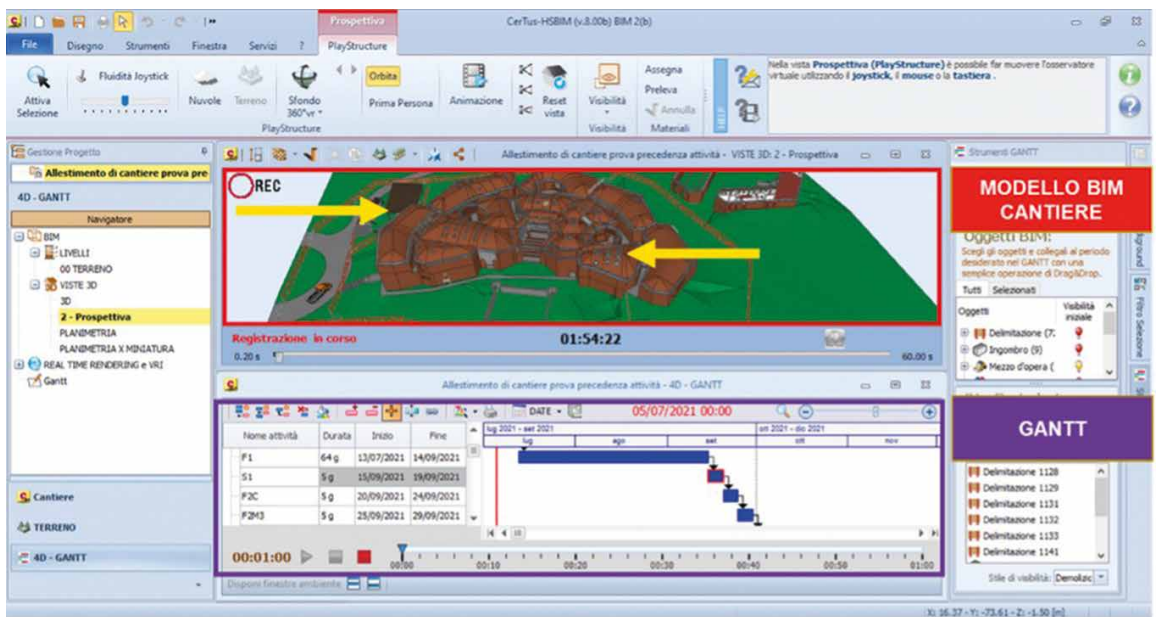 Prospettiva
CerTus-HSBIM (v.8.00b) BIM 2(b)
File Disegno Strumenti Finestra Servizi ? PlayStructure
Attiva Selezione
Fluidità Joystick
Nuvole
Terreno
Sfondo 360°vr
Orbita
Prima Persona
PlayStructure
Animazione
Reset vista
Visibilità
Visibilità
Assegna
Preleva
Annulla
Materiali
HELP
Nella vista Prospettiva (PlayStructure) è possibile far muovere l'osservatore
virtuale utilizzando il joystick, il mouse o la tastiera .
Gestione Progetto
Allestimento di cantiere prova pre
4D - GANTT
Navigatore
BIM
LIVELLI
00 TERRENO
VISTE 3D
3D
2 - Prospettiva
PLANIMETRIA
PLANIMETRIA X MINIATURA
REAL TIME RENDERING e VRI
Gantt
Cantiere
TERRENO
4D - GANTT
Allestimento di cantiere prova precedenza attività - VISTE 3D: 2 - Prospettiva
REC
Registrazione in corso
01:54:22
0.20 s
60.00 s
Allestimento di cantiere prova precedenza attività - 4D - GANTT
DATE
05/07/2021 00:00
Nome attività Durata Inizio Fine
lug 2021 - set 2021 ott 2021 - dic 2021
lug ago set ott nov
F1 64 g 13/07/2021 14/09/2021
S1 5 g 15/09/2021 19/09/2021
F2C 5 g 20/09/2021 24/09/2021
F2M3 5 g 25/09/2021 29/09/2021
00:01:00
00:00 00:10 00:20 00:30 00:40 00:50 01:00
Disponi finestre ambiente
Strumenti GANTT
MODELLO BIM
CANTIERE
Oggetti BIM:
Scegli gli oggetti e collegali al periodo
desiderato nel GANTT con una
semplice operazione di Drag&Drop.
Tutti Selezionati
Oggetti Visibilità iniziale
Delimitazione (7:
Ingombro (9)
Mezzo d'opera (
GANTT
Delimitazione 1128
Delimitazione 1129
Delimitazione 1131
Delimitazione 1132
Delimitazione 1133
Delimitazione 1141
Stile di visibilità: Demolizic
Filtro Selezione
X: 16.37 - Y: -73.61 - Z: -1.50 [m]